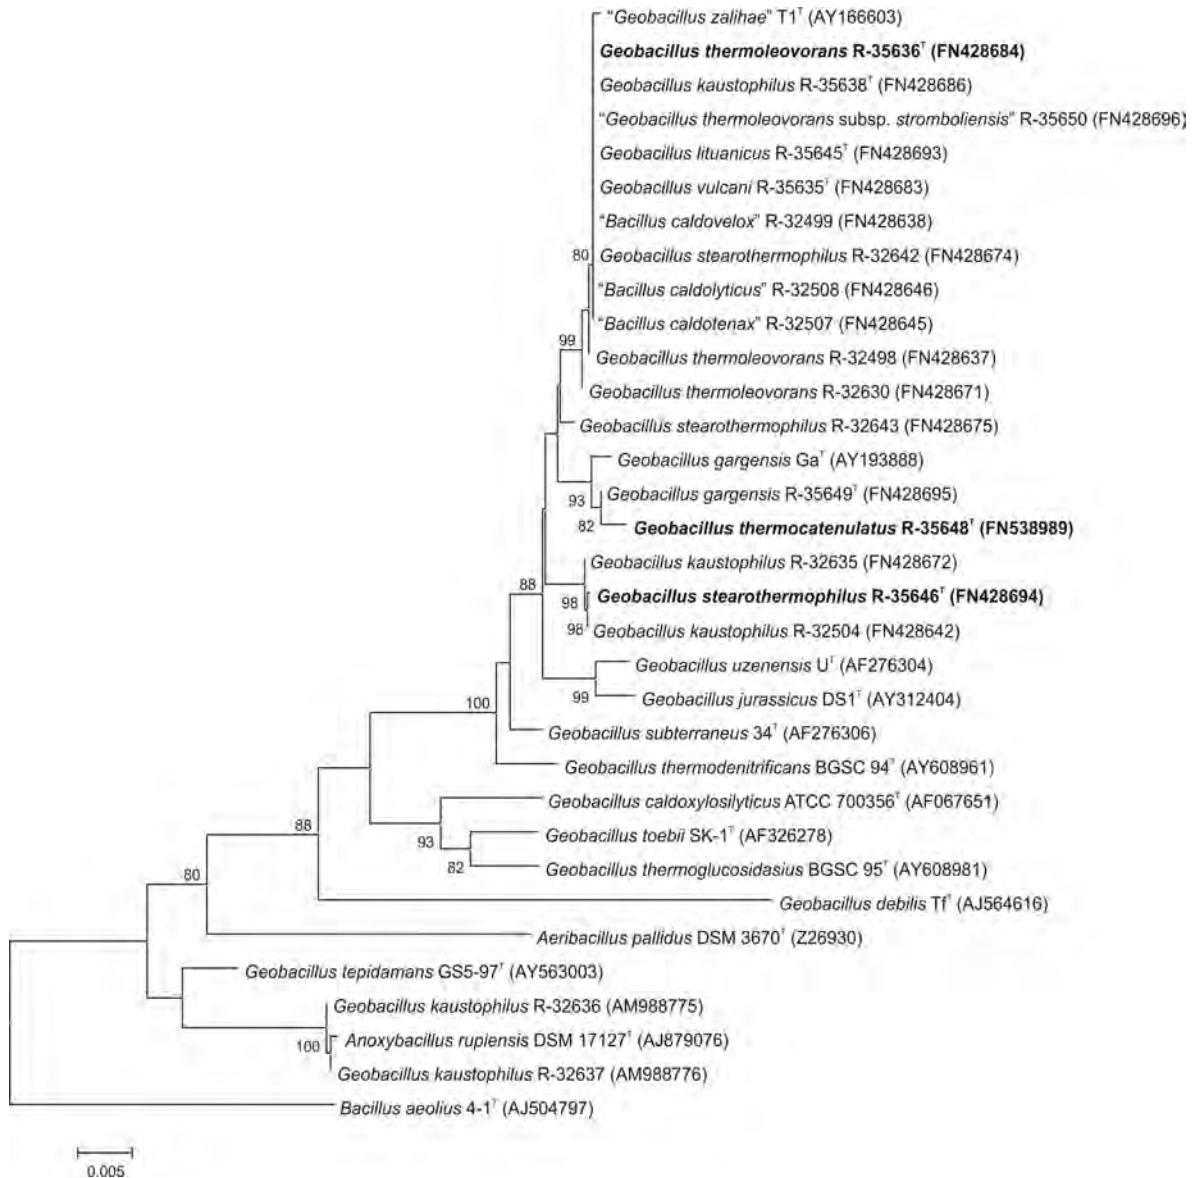 "Geobacillus zalihae" T1ᵀ (AY166603)
Geobacillus thermoleovorans R-35636ᵀ (FN428684)
Geobacillus kaustophilus R-35638ᵀ (FN428686)
"Geobacillus thermoleovorans subsp. stromboliensis" R-35650 (FN428696)
Geobacillus lituanicus R-35645ᵀ (FN428693)
Geobacillus vulcani R-35635ᵀ (FN428683)
"Bacillus caldovelox" R-32499 (FN428638)
80 Geobacillus stearothermophilus R-32642 (FN428674)
"Bacillus caldolyticus" R-32508 (FN428646)
"Bacillus caldotenax" R-32507 (FN428645)
99
Geobacillus thermoleovorans R-32498 (FN428637)
Geobacillus thermoleovorans R-32630 (FN428671)
Geobacillus stearothermophilus R-32643 (FN428675)
Geobacillus gargensis Gaᵀ (AY193888)
93 Geobacillus gargensis R-35649ᵀ (FN428695)
82 Geobacillus thermocatenulatus R-35648ᵀ (FN538989)
Geobacillus kaustophilus R-32635 (FN428672)
88
98 Geobacillus stearothermophilus R-35646ᵀ (FN428694)
98 Geobacillus kaustophilus R-32504 (FN428642)
Geobacillus uzenensis Uᵀ (AF276304)
99 Geobacillus jurassicus DS1ᵀ (AY312404)
100
Geobacillus subterraneus 34ᵀ (AF276306)
Geobacillus thermodenitrificans BGSC 94ᵀ (AY608961)
Geobacillus caldoxylosilyticus ATCC 700356ᵀ (AF067651)
88
93 Geobacillus toebii SK-1ᵀ (AF326278)
82 Geobacillus thermoglucosidasius BGSC 95ᵀ (AY608981)
80
Geobacillus debilis Tfᵀ (AJ564616)
Aeribacillus pallidus DSM 3670ᵀ (Z26930)
Geobacillus tepidamans GS5-97ᵀ (AY563003)
Geobacillus kaustophilus R-32636 (AM988775)
100 Anoxybacillus rupiensis DSM 17127ᵀ (AJ879076)
Geobacillus kaustophilus R-32637 (AM988776)
Bacillus aeolius 4-1ᵀ (AJ504797)
0.005